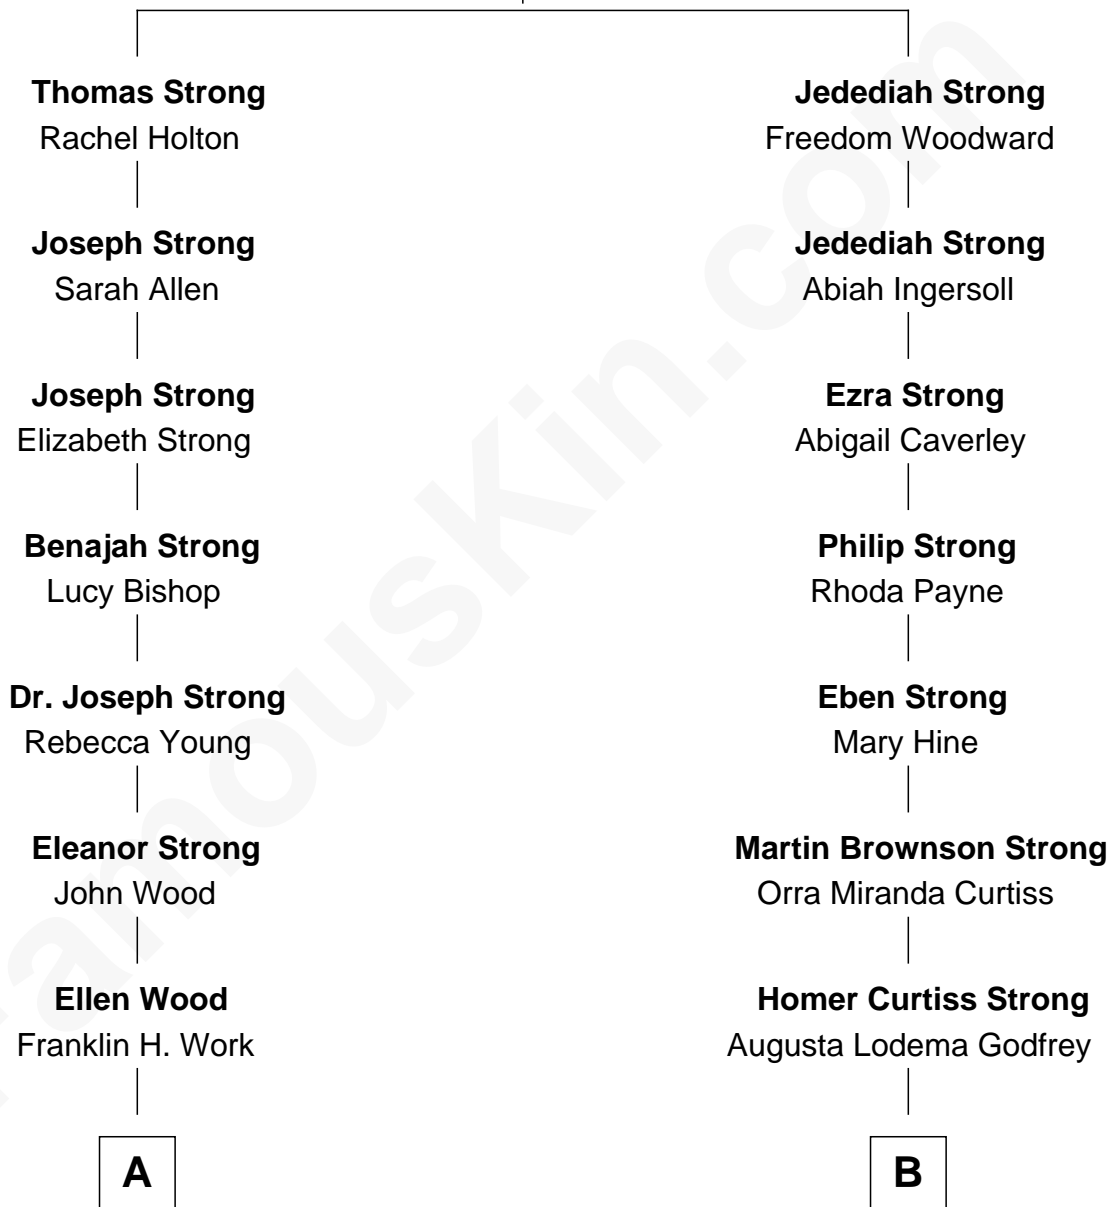 Thomas Strong
Rachel Holton
Joseph Strong
Sarah Allen
Joseph Strong
Elizabeth Strong
Benajah Strong
Lucy Bishop
Dr. Joseph Strong
Rebecca Young
Eleanor Strong
John Wood
Ellen Wood
Franklin H. Work
A
Jedediah Strong
Freedom Woodward
Jedediah Strong
Abiah Ingersoll
Ezra Strong
Abigail Caverley
Philip Strong
Rhoda Payne
Eben Strong
Mary Hine
Martin Brownson Strong
Orra Miranda Curtiss
Homer Curtiss Strong
Augusta Lodema Godfrey
B
FamousKin.com